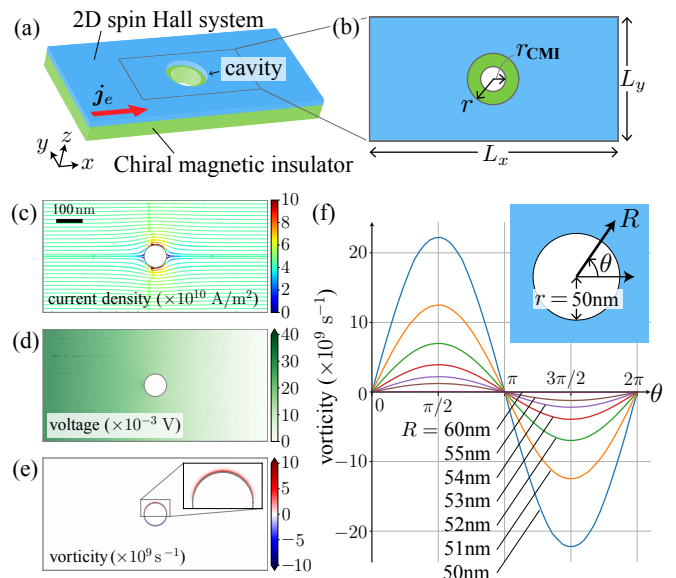 (a)
2D spin Hall system
cavity
j_e
y z x
Chiral magnetic insulator
(b)
r_CMI
r
L_y
L_x
(c)
100 nm
current density (×10^10 A/m^2)
10
8
6
4
2
0
(d)
voltage (×10^-3 V)
40
30
20
10
0
(e)
vorticity (×10^9 s^-1)
10
5
0
−5
−10
(f)
vorticity (×10^9 s^-1)
20
10
0
−10
−20
0
π/2
π
3π/2
2π
θ
R
θ
r = 50nm
R = 60nm
55nm
54nm
53nm
52nm
51nm
50nm